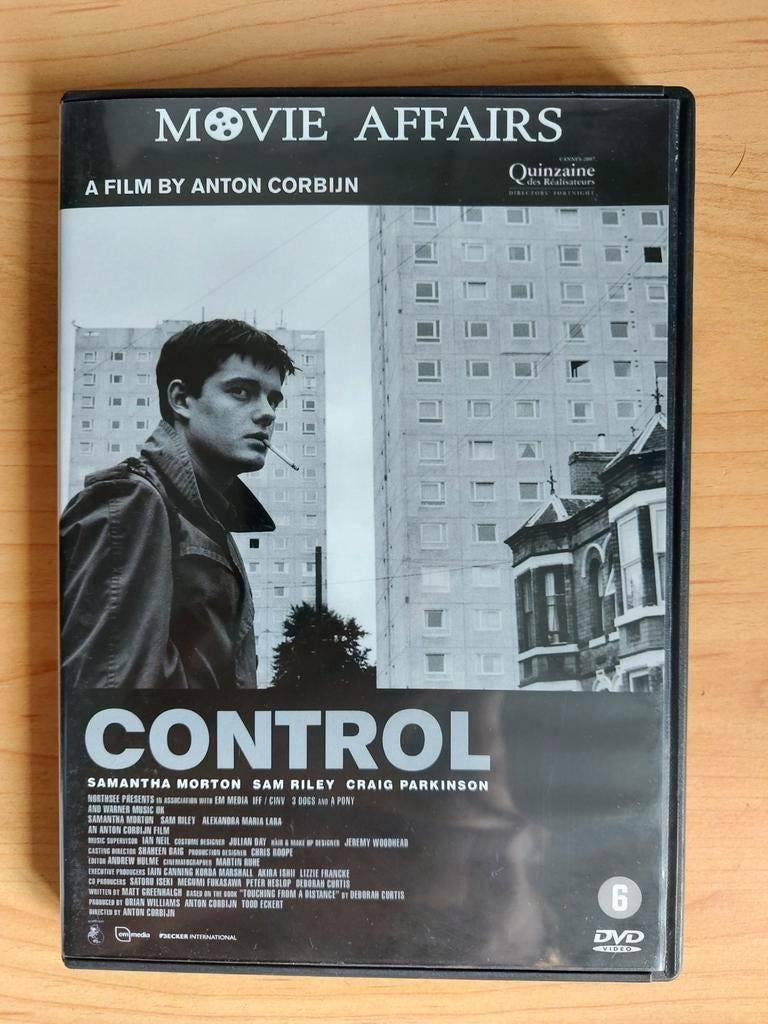 MOVIE AFFAIRS
A FILM BY ANTON CORBIJN
CANNES 2007
Quinzaine
des Réalisateurs
DIRECTORS' FORTNIGHT
CONTROL
SAMANTHA MORTON SAM RILEY CRAIG PARKINSON
NORTHSEE PRESENTS IN ASSOCIATION WITH EM MEDIA IFF / CINV 3 DOGS AND A PONY
AND WARNER MUSIC UK
SAMANTHA MORTON SAM RILEY ALEXANDRA MARIA LARA
AN ANTON CORBIJN FILM
MUSIC SUPERVISOR IAN NEIL COSTUME DESIGNER JULIAN DAY HAIR & MAKE UP DESIGNER JEREMY WOODHEAD
CASTING DIRECTOR SHAHEEN BAIG PRODUCTION DESIGNER CHRIS ROOPE
EDITOR ANDREW HULME CINEMATOGRAPHER MARTIN RUHE
EXECUTIVE PRODUCERS IAIN CANNING KORDA MARSHALL AKIRA ISHII LIZZIE FRANCKE
CO PRODUCERS SATORU ISEKI MEGUMI FUKASAWA PETER HESLOP DEBORAH CURTIS
WRITTEN BY MATT GREENHALGH BASED ON THE BOOK "TOUCHING FROM A DISTANCE" BY DEBORAH CURTIS
PRODUCED BY ORIAN WILLIAMS ANTON CORBIJN TODD ECKERT
DIRECTED BY ANTON CORBIJN
em media
BECKER INTERNATIONAL
6
DVD
VIDEO